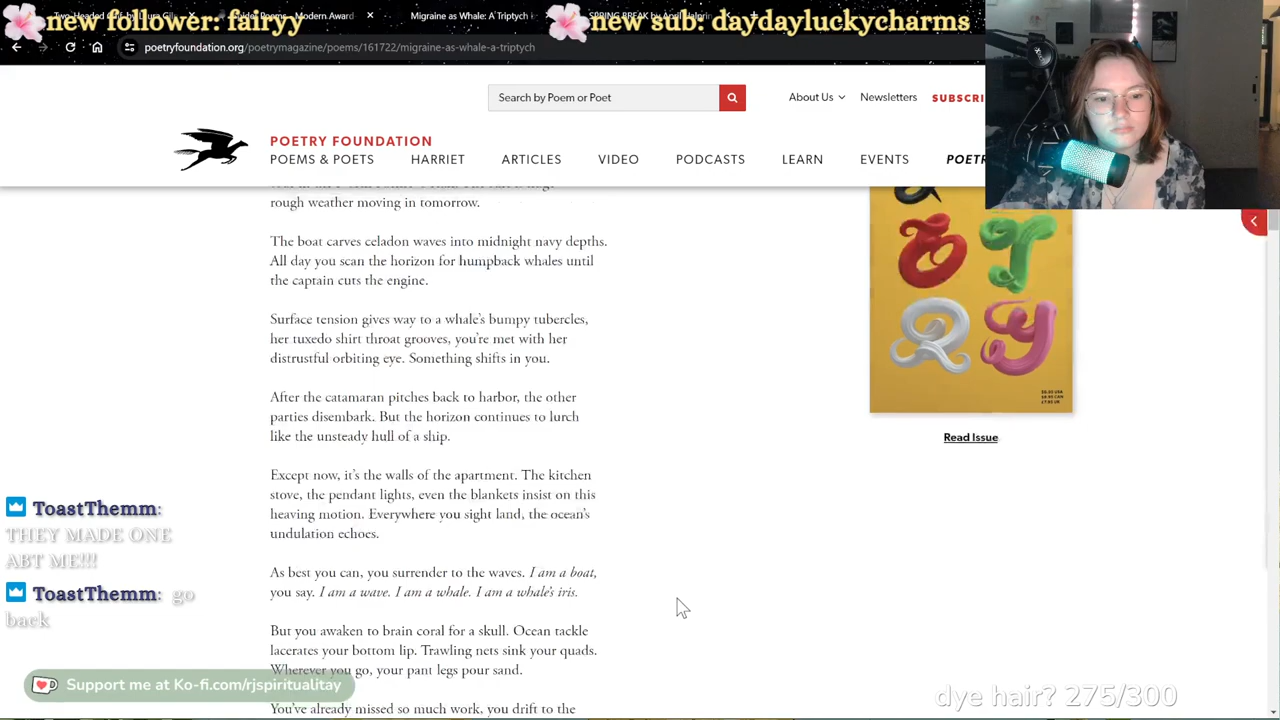 new follower: fairyy
new sub: daydayluckycharms
Migraine as Whale: A Triptych
poetryfoundation.org/poetrymagazine/poems/161722/migraine-as-whale-a-triptych
Search by Poem or Poet
About Us
Newsletters
SUBSCRI
POETRY FOUNDATION
POEMS & POETS
HARRIET
ARTICLES
VIDEO
PODCASTS
LEARN
EVENTS
POET
rough weather moving in tomorrow.
The boat carves celadon waves into midnight navy depths.
All day you scan the horizon for humpback whales until
the captain cuts the engine.
Surface tension gives way to a whale's bumpy tubercles,
her tuxedo shirt throat grooves, you're met with her
distrustful orbiting eye. Something shifts in you.
After the catamaran pitches back to harbor, the other
parties disembark. But the horizon continues to lurch
like the unsteady hull of a ship.
Except now, it's the walls of the apartment. The kitchen
stove, the pendant lights, even the blankets insist on this
heaving motion. Everywhere you sight land, the ocean's
undulation echoes.
As best you can, you surrender to the waves. I am a boat,
you say. I am a wave. I am a whale. I am a whale's iris.
But you awaken to brain coral for a skull. Ocean tackle
lacerates your bottom lip. Trawling nets sink your quads.
Wherever you go, your pant legs pour sand.
You've already missed so much work, you drift to the
Q
Read Issue
ToastThemm:
THEY MADE ONE
ABT ME!!!
ToastThemm: go
back
Support me at Ko-fi.com/rjspiritualitay
dye hair? 275/300